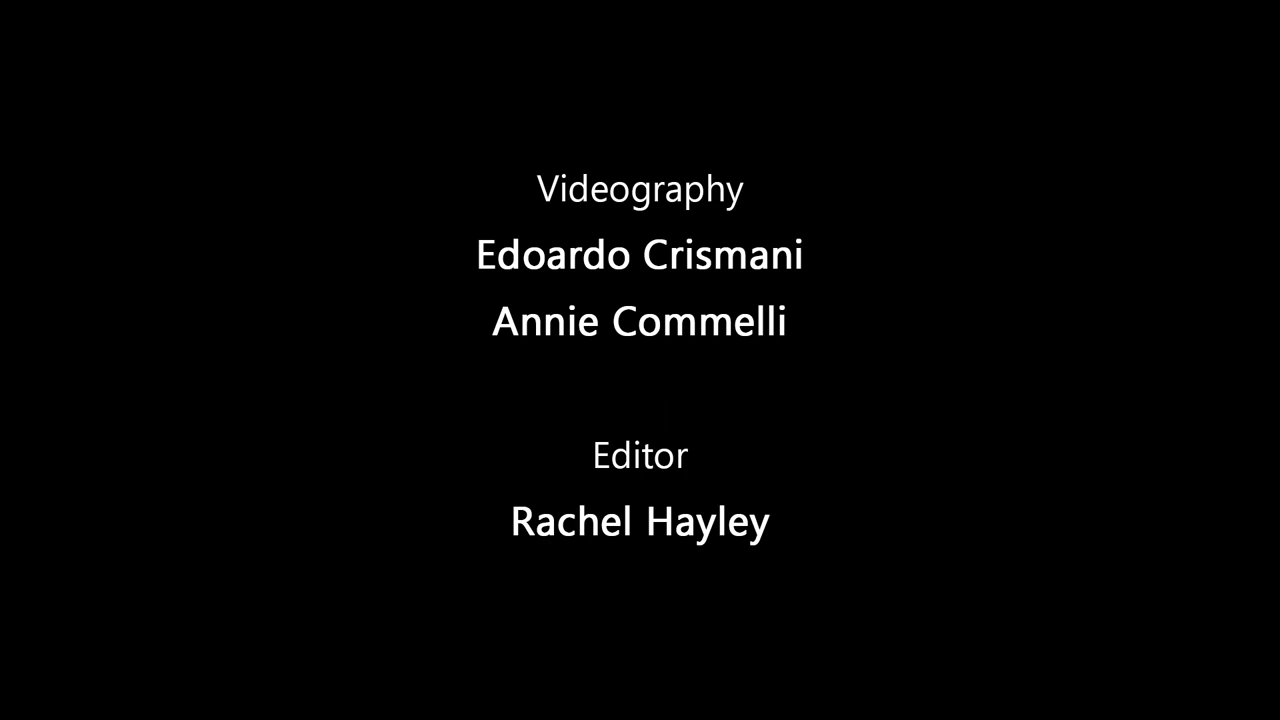 Videography
Edoardo Crismani
Annie Commelli
Editor
Rachel Hayley